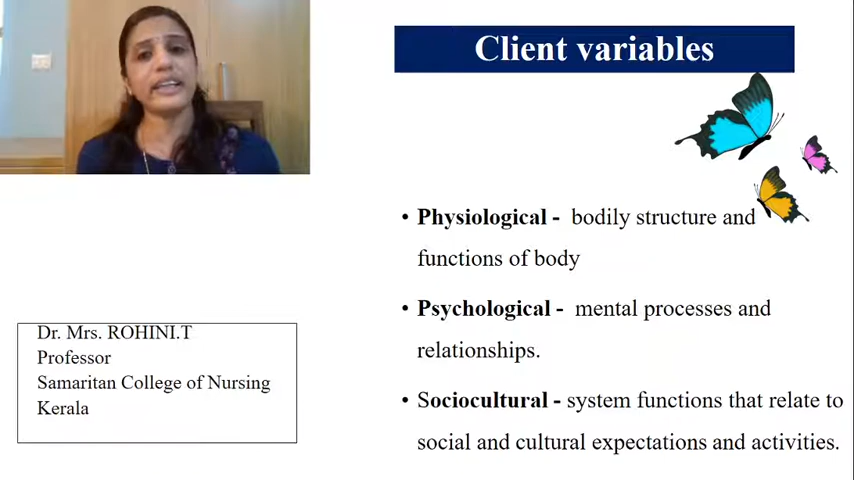 Client variables
• Physiological - bodily structure and
functions of body
• Psychological - mental processes and
relationships.
• Sociocultural - system functions that relate to
social and cultural expectations and activities.
Dr. Mrs. ROHINI.T
Professor
Samaritan College of Nursing
Kerala